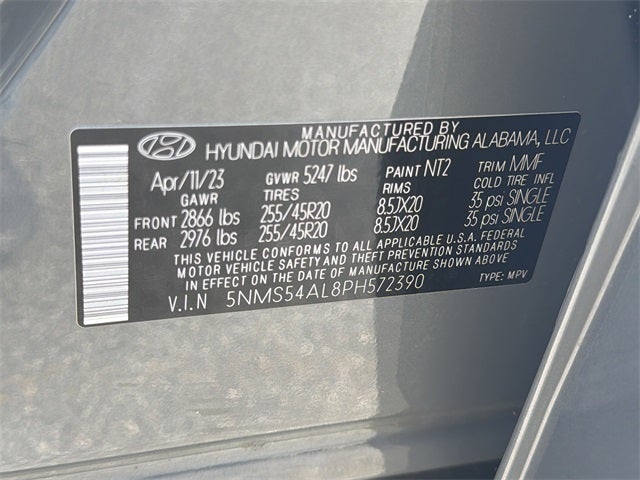 MANUFACTURED BY
HYUNDAI MOTOR MANUFACTURING ALABAMA, LLC
Apr/11/23 GVWR 5247 lbs PAINT NT2 TRIM MMF
GAWR TIRES RIMS COLD TIRE INFL
FRONT 2866 lbs 255/45R20 8.5JX20 35 psi SINGLE
REAR 2976 lbs 255/45R20 8.5JX20 35 psi SINGLE
THIS VEHICLE CONFORMS TO ALL APPLICABLE U.S.A. FEDERAL
MOTOR VEHICLE SAFETY AND THEFT PREVENTION STANDARDS
IN EFFECT ON THE DATE OF MANUFACTURE SHOWN ABOVE
V.I.N 5NMS54AL8PH572390 TYPE: MPV